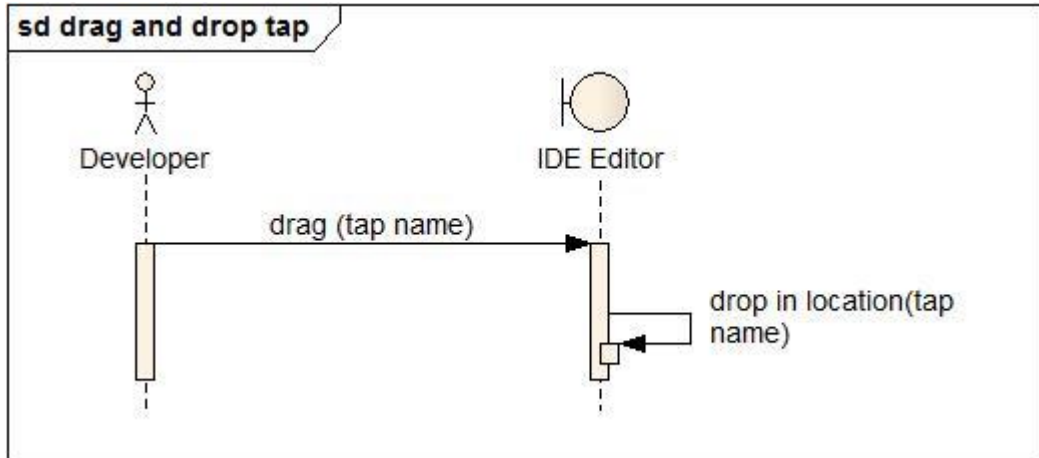 sd drag and drop tap
Developer
IDE Editor
drag (tap name)
drop in location(tap
name)